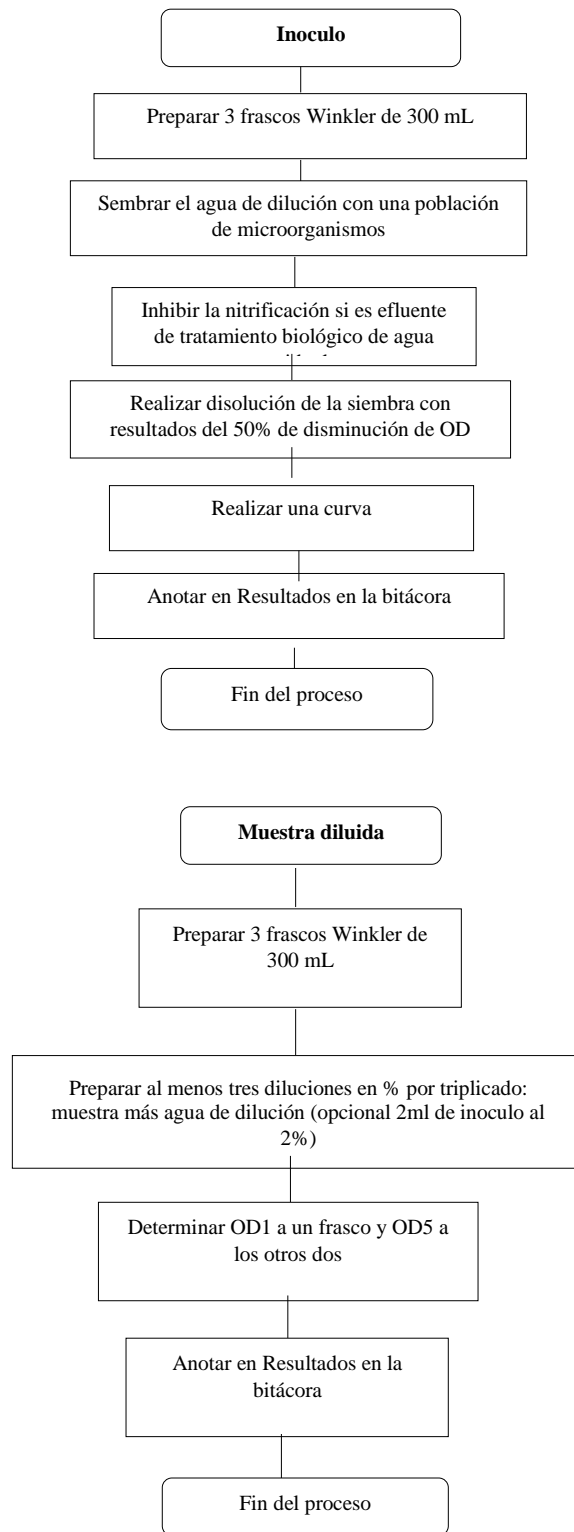 Inoculo
Preparar 3 frascos Winkler de 300 mL
Sembrar el agua de dilución con una población
de microorganismos
Inhibir la nitrificación si es efluente
de tratamiento biológico de agua
Realizar disolución de la siembra con
resultados del 50% de disminución de OD
Realizar una curva
Anotar en Resultados en la bitácora
Fin del proceso
Muestra diluida
Preparar 3 frascos Winkler de
300 mL
Preparar al menos tres diluciones en % por triplicado:
muestra más agua de dilución (opcional 2ml de inoculo al
2%)
Determinar OD1 a un frasco y OD5 a
los otros dos
Anotar en Resultados en la
bitácora
Fin del proceso